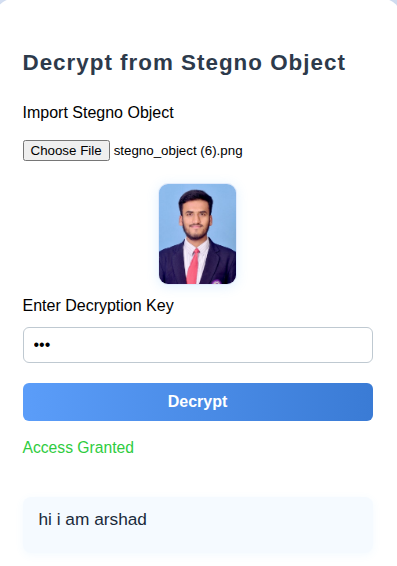 Decrypt from Stegno Object
Import Stegno Object
Choose File stegno_object (6).png
Enter Decryption Key
•••
Decrypt
Access Granted
hi i am arshad